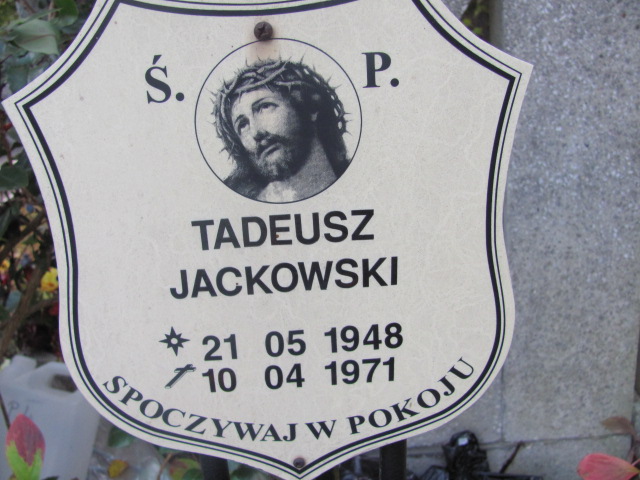 Ś. P.
TADEUSZ
JACKOWSKI
21 05 1948
10 04 1971
SPOCZYWAJ W POKOJU